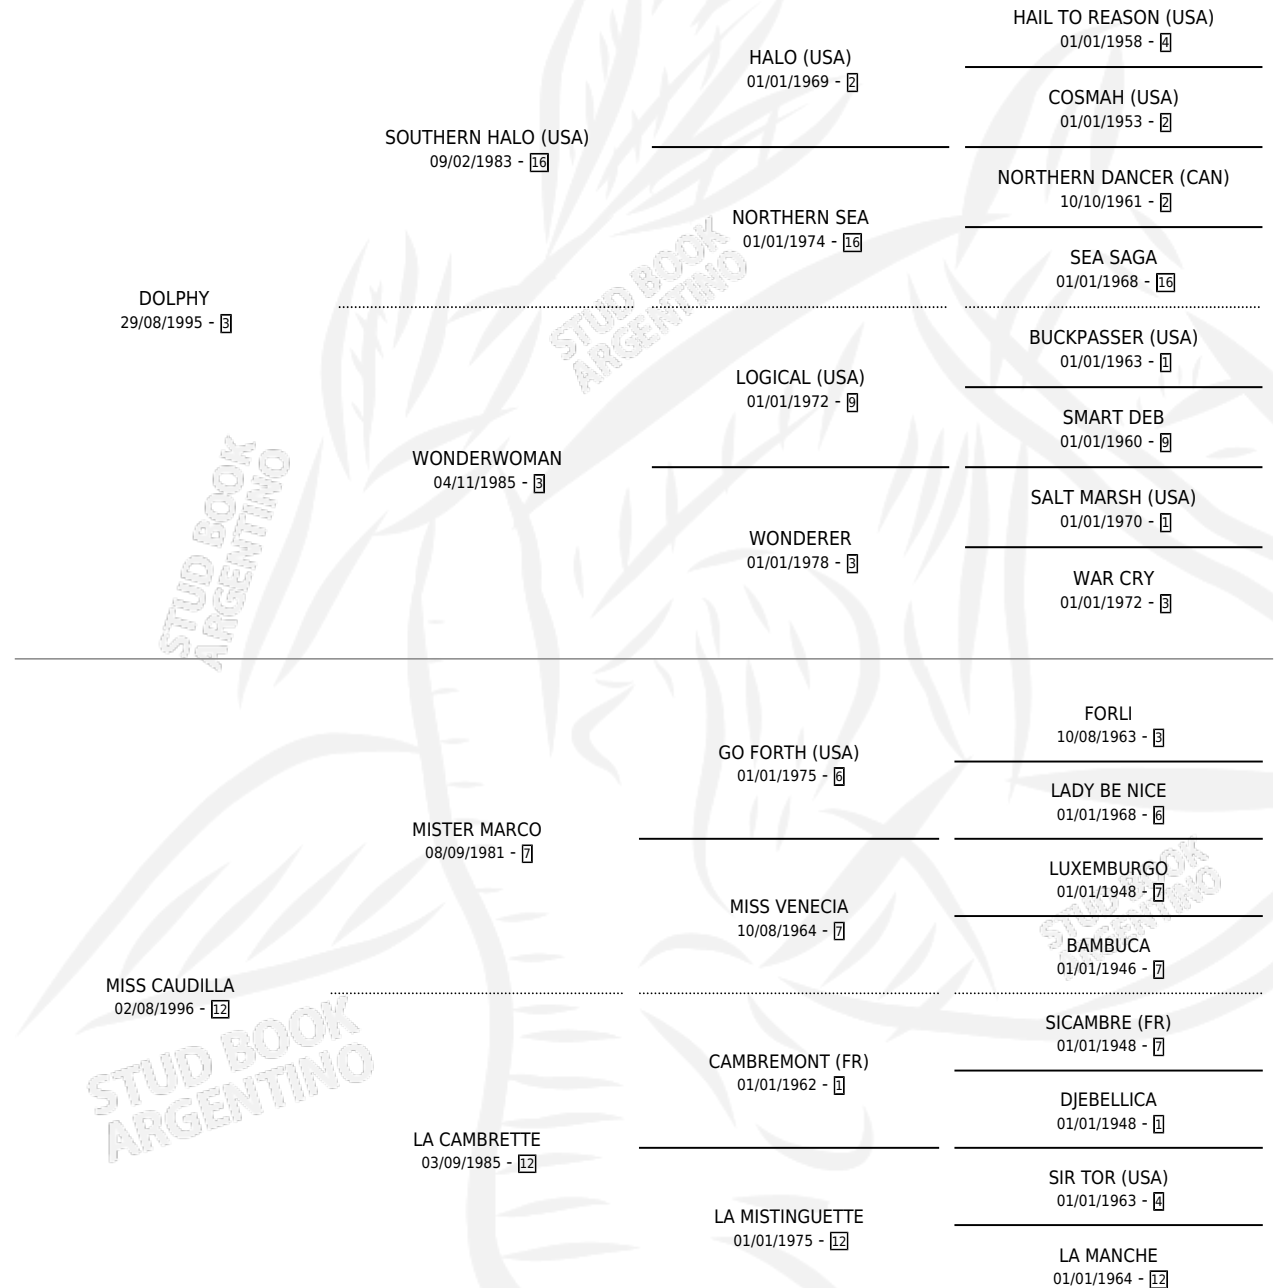 HAIL TO REASON (USA)
01/01/1958 - 4
HALO (USA)
01/01/1969 - 2
COSMAH (USA)
01/01/1953 - 2
SOUTHERN HALO (USA)
09/02/1983 - 16
NORTHERN DANCER (CAN)
10/10/1961 - 2
NORTHERN SEA
01/01/1974 - 16
SEA SAGA
01/01/1968 - 16
DOLPHY
29/08/1995 - 3
STUD BOOK
ARGENTINO
BUCKPASSER (USA)
01/01/1963 - 1
LOGICAL (USA)
01/01/1972 - 9
SMART DEB
01/01/1960 - 9
WONDERWOMAN
04/11/1985 - 3
SALT MARSH (USA)
01/01/1970 - 1
WONDERER
01/01/1978 - 3
WAR CRY
01/01/1972 - 3
STUD BOOK
ARGENTINO
FORLI
10/08/1963 - 3
GO FORTH (USA)
01/01/1975 - 6
LADY BE NICE
01/01/1968 - 6
MISTER MARCO
08/09/1981 - 7
LUXEMBURGO
01/01/1948 - 7
MISS VENECIA
10/08/1964 - 7
BAMBUCA
01/01/1946 - 7
STUD BOOK
ARGENTINO
MISS CAUDILLA
02/08/1996 - 12
SICAMBRE (FR)
01/01/1948 - 7
CAMBREMONT (FR)
01/01/1962 - 1
DJEBELLICA
01/01/1948 - 1
STUD BOOK
ARGENTINO
LA CAMBRETTE
03/09/1985 - 12
SIR TOR (USA)
01/01/1963 - 4
LA MISTINGUETTE
01/01/1975 - 12
LA MANCHE
01/01/1964 - 12